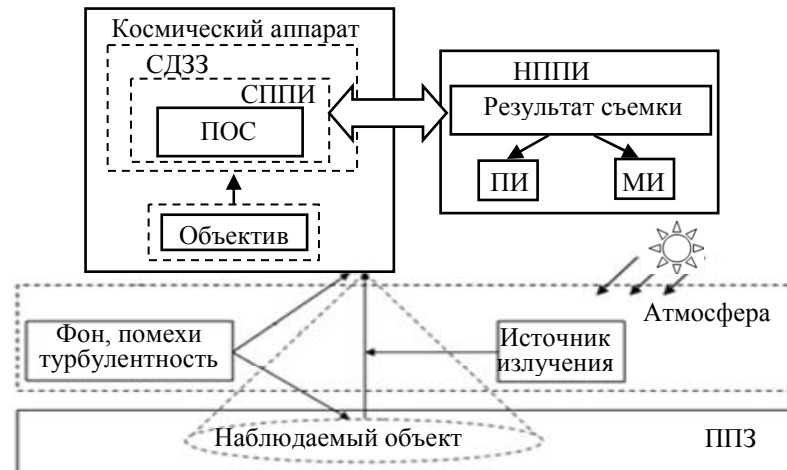 Космический аппарат
СДЗЗ
СППИ
ПОС
Объектив
НППИ
Результат съемки
ПИ
МИ
Атмосфера
Фон, помехи
турбулентность
Источник
излучения
Наблюдаемый объект
ППЗ